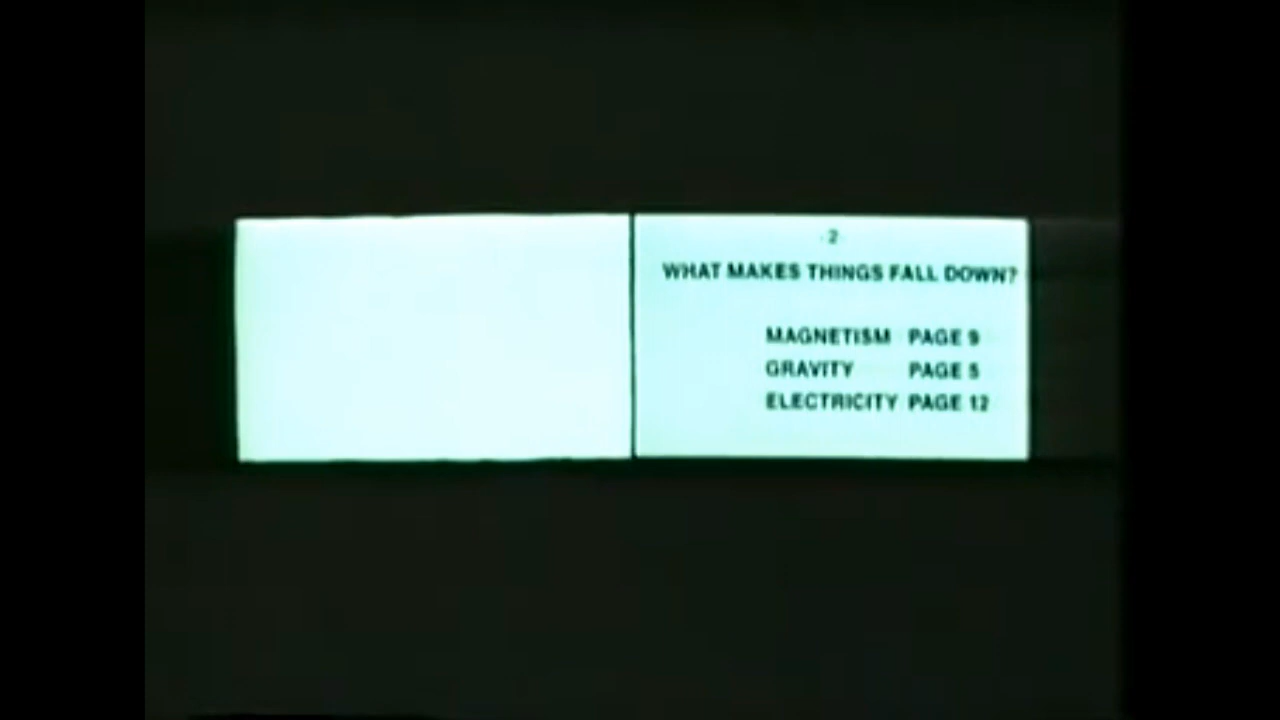 -2-
WHAT MAKES THINGS FALL DOWN?
MAGNETISM PAGE 9
GRAVITY PAGE 5
ELECTRICITY PAGE 12